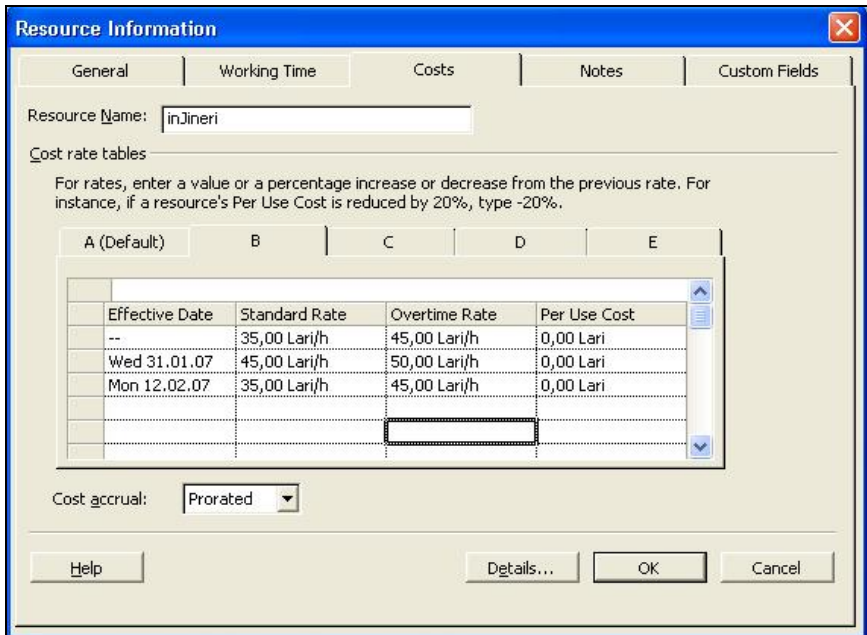 Resource Information
General Working Time Costs Notes Custom Fields
Resource Name: inJineri
Cost rate tables
For rates, enter a value or a percentage increase or decrease from the previous rate. For
instance, if a resource's Per Use Cost is reduced by 20%, type -20%.
A (Default) B C D E
Effective Date Standard Rate Overtime Rate Per Use Cost
-- 35,00 Lari/h 45,00 Lari/h 0,00 Lari
Wed 31.01.07 45,00 Lari/h 50,00 Lari/h 0,00 Lari
Mon 12.02.07 35,00 Lari/h 45,00 Lari/h 0,00 Lari
Cost accrual: Prorated
Help Details... OK Cancel